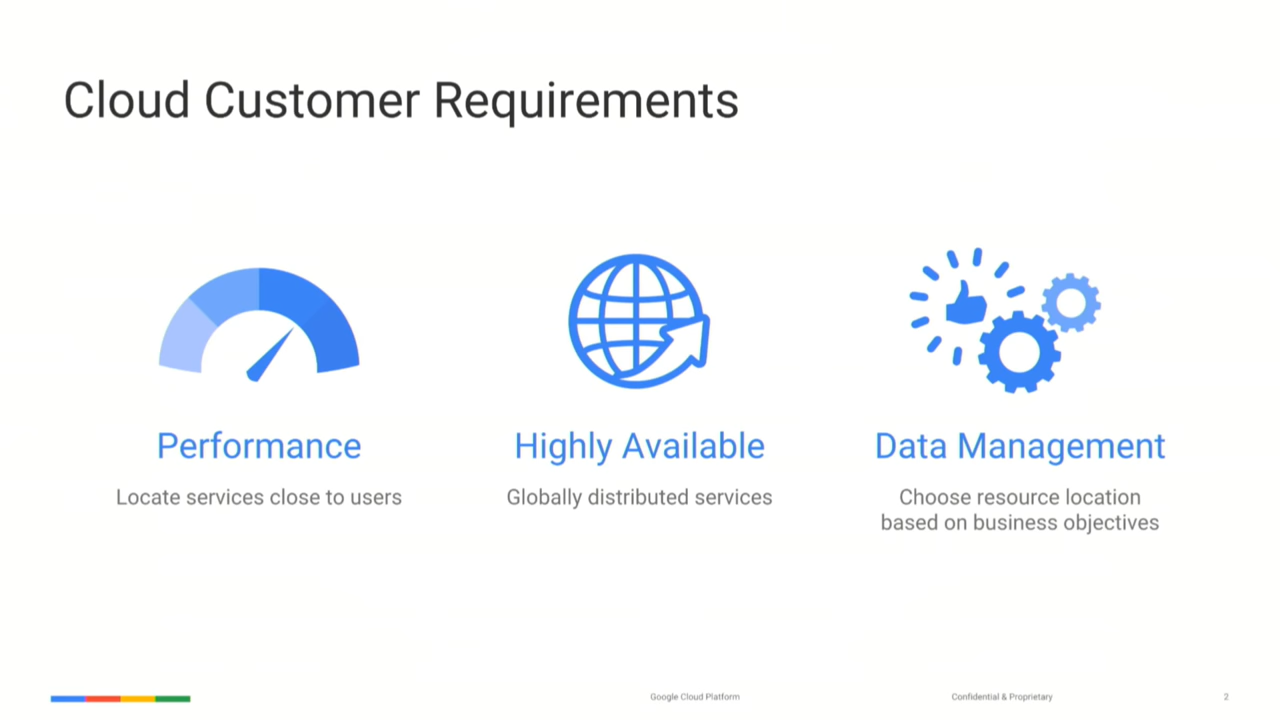 Cloud Customer Requirements
Performance
Locate services close to users
Highly Available
Globally distributed services
Data Management
Choose resource location
based on business objectives
Google Cloud Platform
Confidential & Proprietary
2